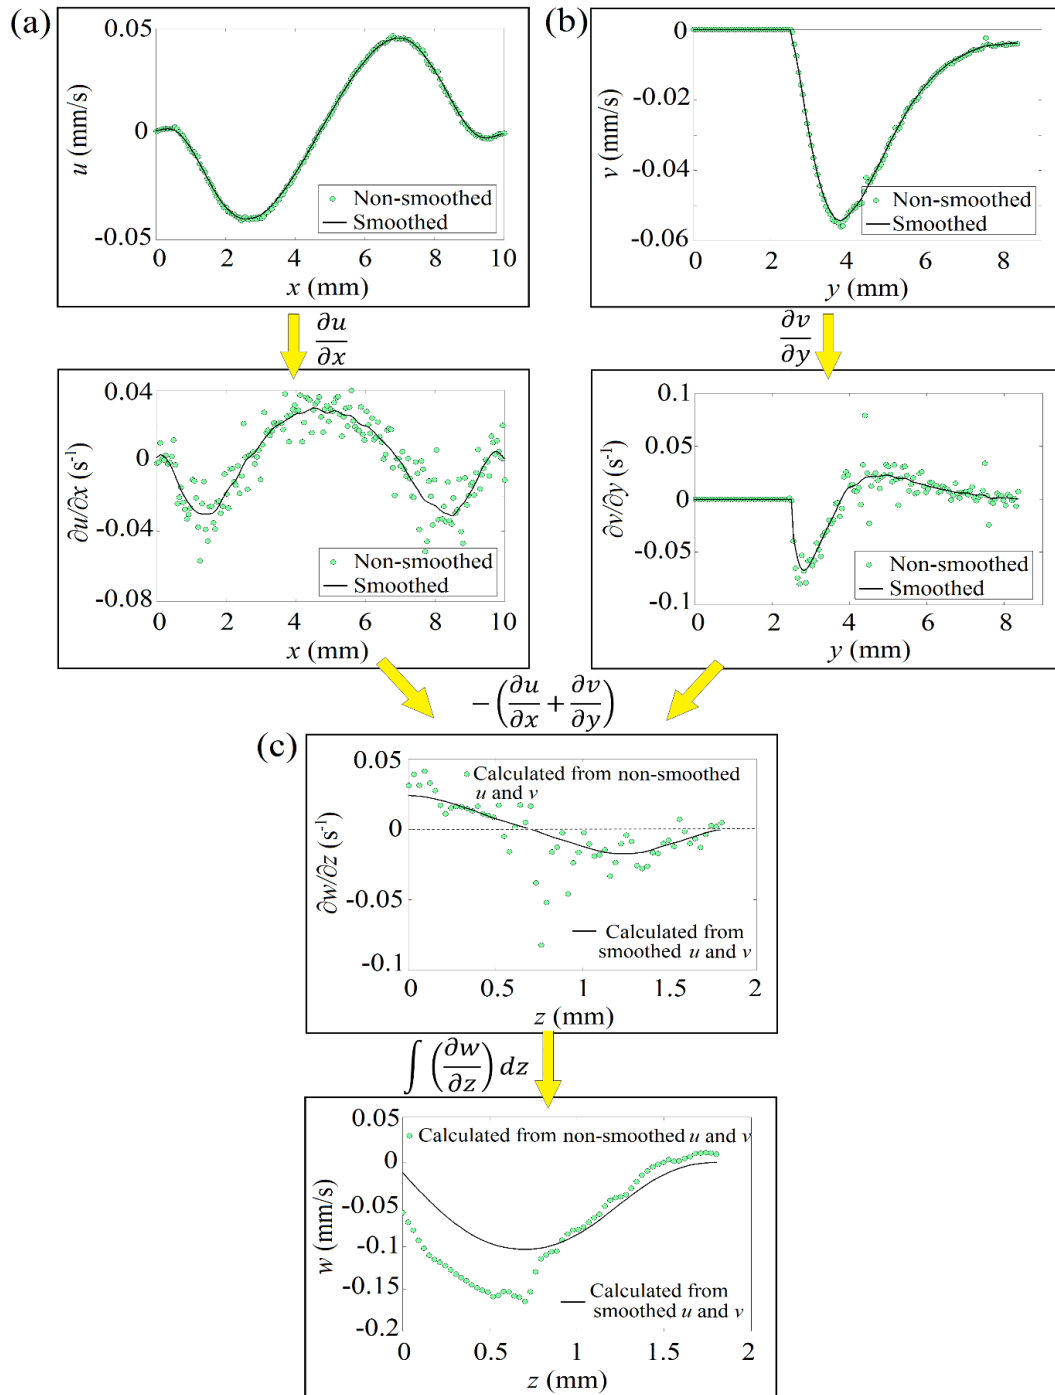 (a)
0.05
0
-0.05
u (mm/s)
Non-smoothed
Smoothed
0 2 4 6 8 10
x (mm)
(b)
0
-0.02
-0.04
-0.06
v (mm/s)
Non-smoothed
Smoothed
0 2 4 6 8
y (mm)
∂u/∂x
∂v/∂y
0.04
0
-0.04
-0.08
∂u/∂x (s⁻¹)
Non-smoothed
Smoothed
0 2 4 6 8 10
x (mm)
0.1
0.05
0
-0.05
-0.1
∂v/∂y (s⁻¹)
Non-smoothed
Smoothed
0 2 4 6 8
y (mm)
−(∂u/∂x + ∂v/∂y)
(c)
0.05
0
-0.05
-0.1
∂w/∂z (s⁻¹)
Calculated from non-smoothed
u and v
Calculated from
smoothed u and v
0 0.5 1 1.5 2
z (mm)
∫(∂w/∂z) dz
0.05
0
-0.05
-0.1
-0.15
-0.2
w (mm/s)
Calculated from non-smoothed u and v
Calculated from
smoothed u and v
0 0.5 1 1.5 2
z (mm)